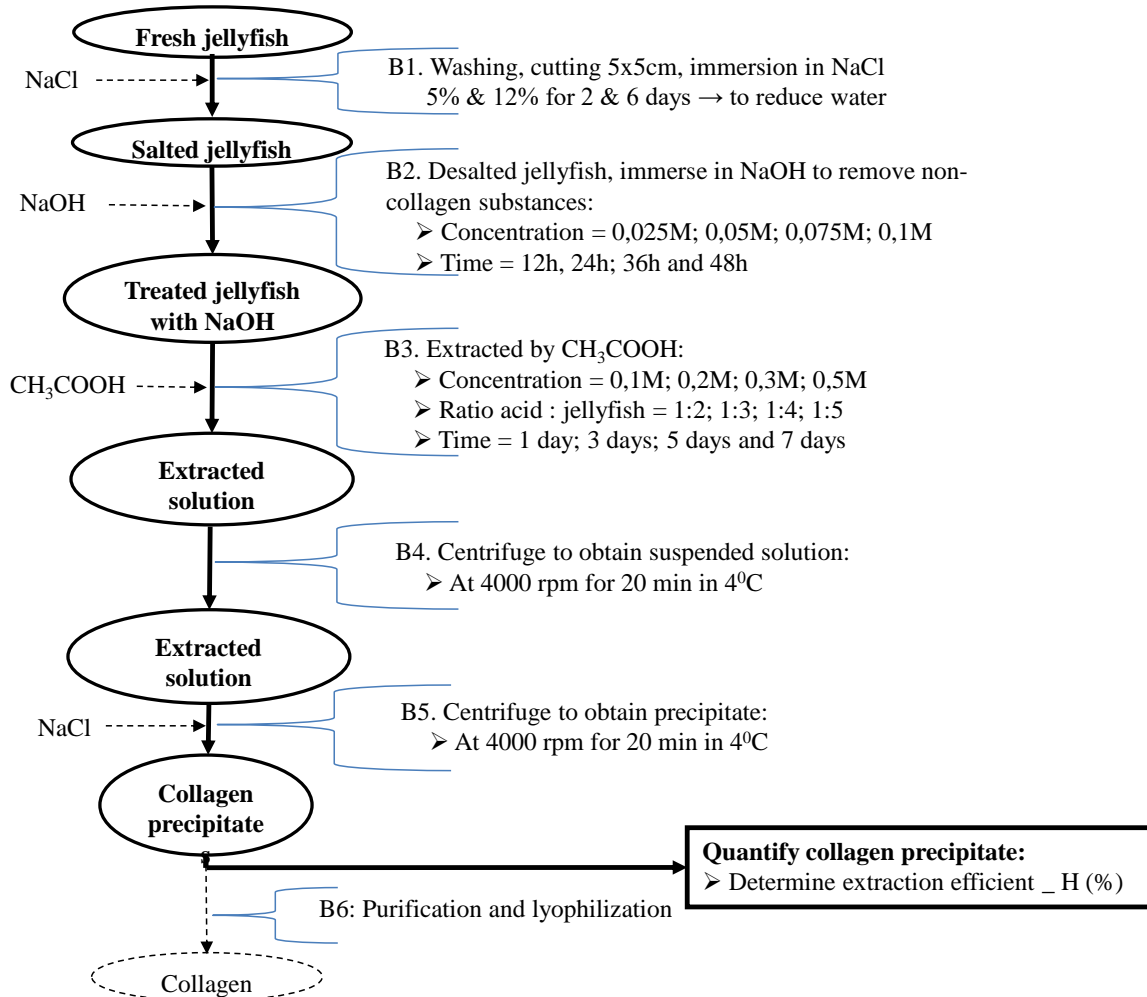 Fresh jellyfish
NaCl
B1. Washing, cutting 5x5cm, immersion in NaCl
5% & 12% for 2 & 6 days → to reduce water
Salted jellyfish
NaOH
B2. Desalted jellyfish, immerse in NaOH to remove non-
collagen substances:
➢ Concentration = 0,025M; 0,05M; 0,075M; 0,1M
➢ Time = 12h, 24h; 36h and 48h
Treated jellyfish
with NaOH
CH₃COOH
B3. Extracted by CH₃COOH:
➢ Concentration = 0,1M; 0,2M; 0,3M; 0,5M
➢ Ratio acid : jellyfish = 1:2; 1:3; 1:4; 1:5
➢ Time = 1 day; 3 days; 5 days and 7 days
Extracted
solution
B4. Centrifuge to obtain suspended solution:
➢ At 4000 rpm for 20 min in 4⁰C
Extracted
solution
NaCl
B5. Centrifuge to obtain precipitate:
➢ At 4000 rpm for 20 min in 4⁰C
Collagen
precipitate
s
Quantify collagen precipitate:
➢ Determine extraction efficient _ H (%)
B6: Purification and lyophilization
Collagen